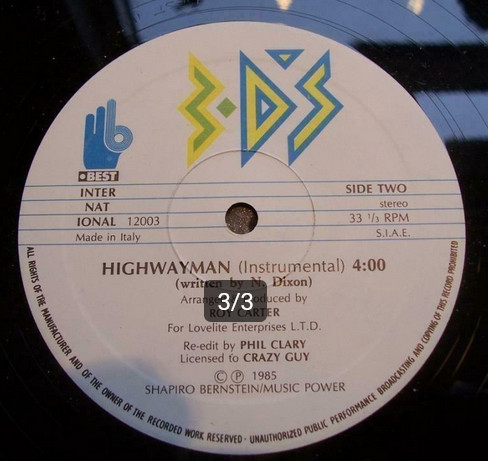 3·D'S
b
•BEST
INTER
NAT
IONAL 12003
Made in Italy
SIDE TWO
stereo
33 1/3 RPM
S.I.A.E.
HIGHWAYMAN (Instrumental) 4:00
(written by N. Dixon)
Arrang oduced by
3/3
ROY CARTER
For Lovelite Enterprises L.T.D.
Re-edit by PHIL CLARY
Licensed to CRAZY GUY
© ℗ 1985
SHAPIRO BERNSTEIN/MUSIC POWER
ALL RIGHTS OF THE MANUFACTURER AND OF THE OWNER OF THE RECORDED WORK RESERVED · UNAUTHORIZED PUBLIC PERFORMANCE BROADCASTING AND COPYING OF THIS RECORD PROHIBITED